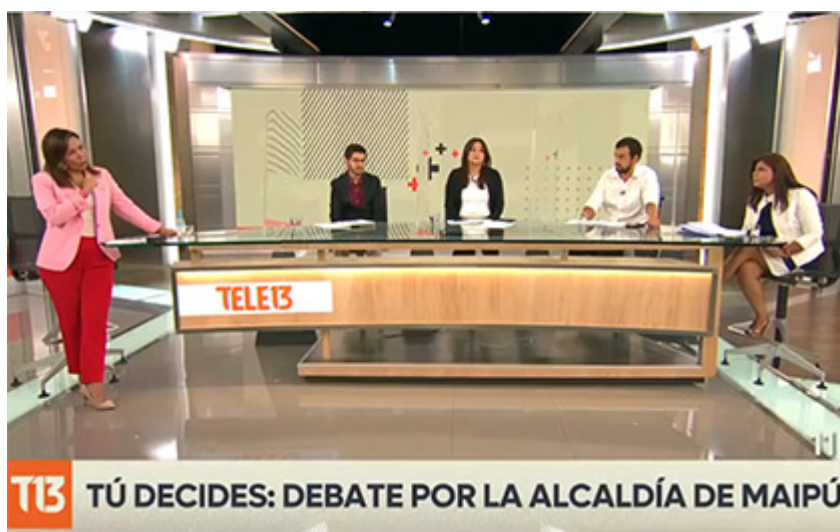 TELE13
T13 TÚ DECIDES: DEBATE POR LA ALCALDÍA DE MAIPÚ